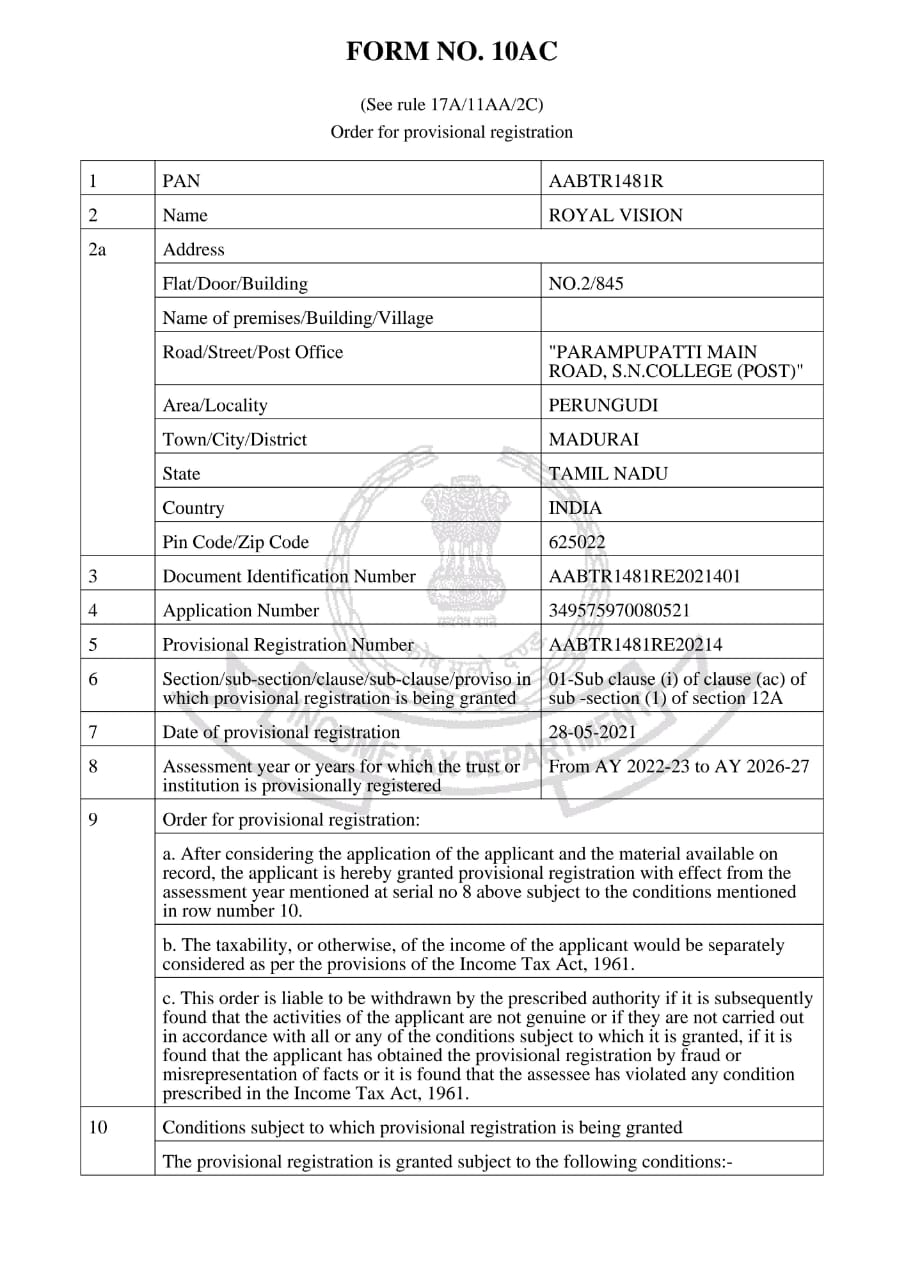 FORM NO. 10AC
(See rule 17A/11AA/2C)
Order for provisional registration
1 PAN AABTR1481R
2 Name ROYAL VISION
2a Address
Flat/Door/Building NO.2/845
Name of premises/Building/Village
Road/Street/Post Office "PARAMPUPATTI MAIN
ROAD, S.N.COLLEGE (POST)"
Area/Locality PERUNGUDI
Town/City/District MADURAI
State TAMIL NADU
Country INDIA
Pin Code/Zip Code 625022
3 Document Identification Number AABTR1481RE2021401
4 Application Number 349575970080521
5 Provisional Registration Number AABTR1481RE20214
6 Section/sub-section/clause/sub-clause/proviso in 01-Sub clause (i) of clause (ac) of
which provisional registration is being granted sub -section (1) of section 12A
7 Date of provisional registration 28-05-2021
8 Assessment year or years for which the trust or From AY 2022-23 to AY 2026-27
institution is provisionally registered
9 Order for provisional registration:
a. After considering the application of the applicant and the material available on
record, the applicant is hereby granted provisional registration with effect from the
assessment year mentioned at serial no 8 above subject to the conditions mentioned
in row number 10.
b. The taxability, or otherwise, of the income of the applicant would be separately
considered as per the provisions of the Income Tax Act, 1961.
c. This order is liable to be withdrawn by the prescribed authority if it is subsequently
found that the activities of the applicant are not genuine or if they are not carried out
in accordance with all or any of the conditions subject to which it is granted, if it is
found that the applicant has obtained the provisional registration by fraud or
misrepresentation of facts or it is found that the assessee has violated any condition
prescribed in the Income Tax Act, 1961.
10 Conditions subject to which provisional registration is being granted
The provisional registration is granted subject to the following conditions:-
सत्यमेव जयते
कोष मूलो दण्ड
INCOME TAX DEPARTMENT